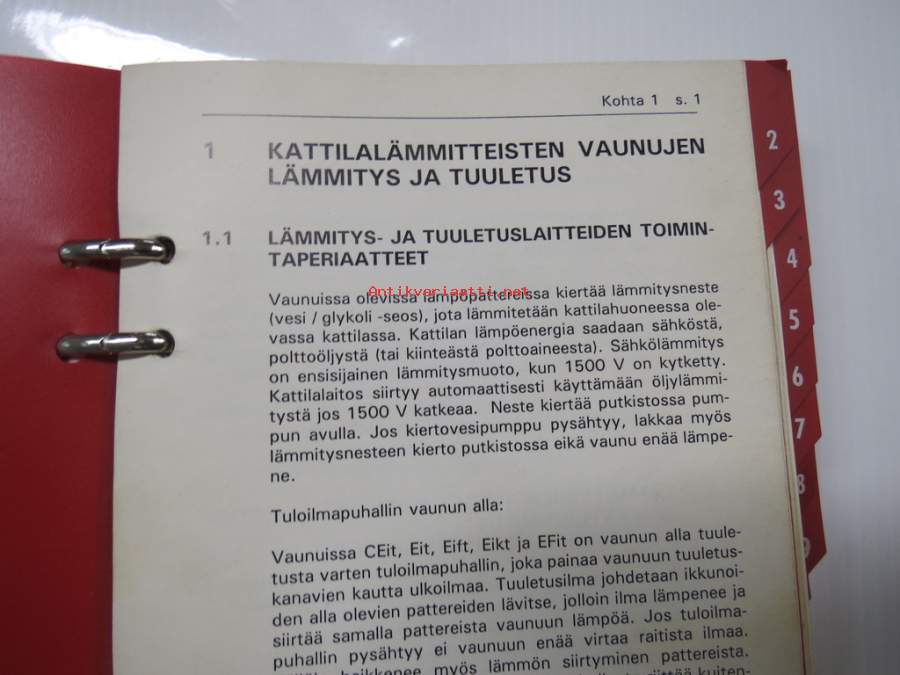 Kohta 1 s. 1
1 KATTILALÄMMITTEISTEN VAUNUJEN
LÄMMITYS JA TUULETUS
1.1 LÄMMITYS- JA TUULETUSLAITTEIDEN TOIMIN-
TAPERIAATTEET
Antikvariaatti.net
Vaunuissa olevissa lämpöpattereissa kiertää lämmitysneste
(vesi / glykoli -seos), jota lämmitetään kattilahuoneessa ole-
vassa kattilassa. Kattilan lämpöenergia saadaan sähköstä,
polttoöljystä (tai kiinteästä polttoaineesta). Sähkölämmitys
on ensisijainen lämmitysmuoto, kun 1500 V on kytketty.
Kattilalaitos siirtyy automaattisesti käyttämään öljylämmi-
tystä jos 1500 V katkeaa. Neste kiertää putkistossa pum-
pun avulla. Jos kiertovesipumppu pysähtyy, lakkaa myös
lämmitysnesteen kierto putkistossa eikä vaunu enää lämpe-
ne.
Tuloilmapuhallin vaunun alla:
Vaunuissa CEit, Eit, Eift, Eikt ja EFit on vaunun alla tuule-
tusta varten tuloilmapuhallin, joka painaa vaunuun tuuletus-
kanavien kautta ulkoilmaa. Tuuletusilma johdetaan ikkunoi-
den alla olevien pattereiden lävitse, jolloin ilma lämpenee ja
siirtää samalla pattereista vaunuun lämpöä. Jos tuloilma-
puhallin pysähtyy ei vaunuun enää virtaa raitista ilmaa.
heikkenee myös lämmön siirtyminen pattereista.
2
3
4
5
6
7
8
9